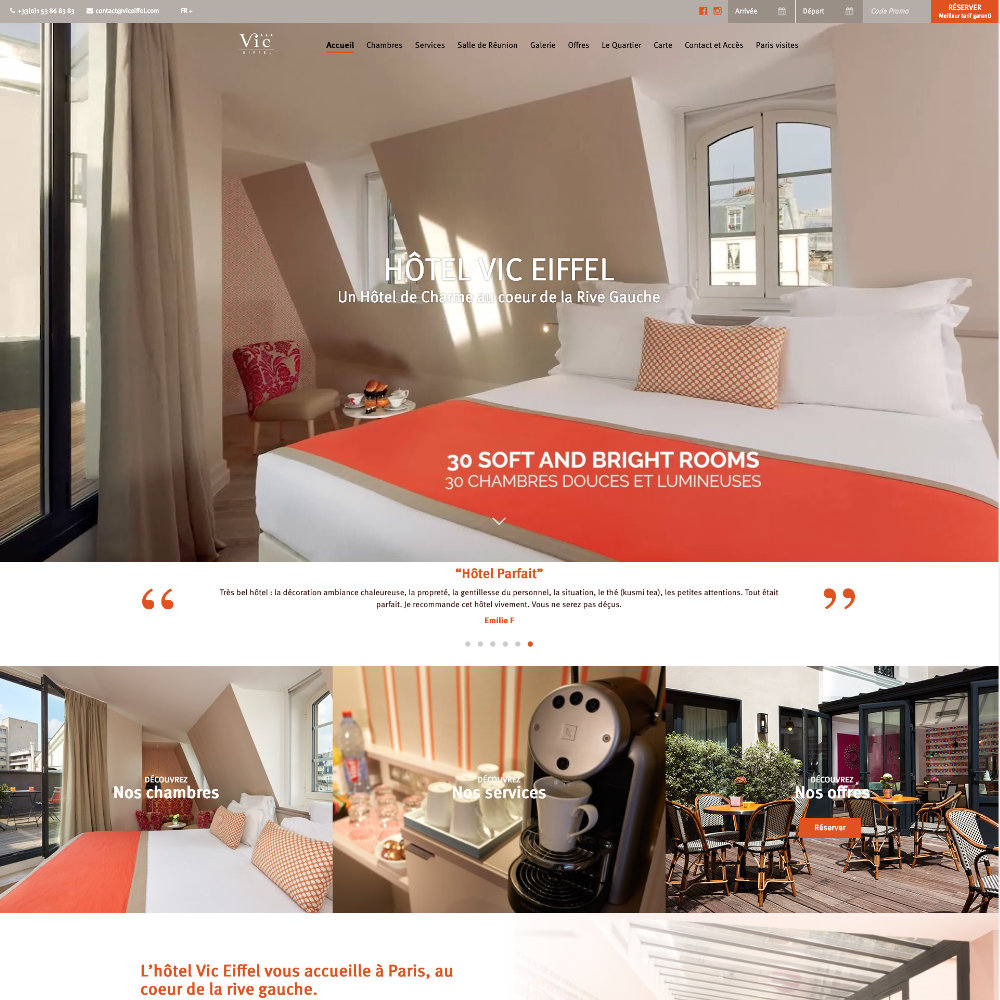 +33(0)1 53 86 83 83
contact@viceiffel.com
FR +
Arrivée
Départ
Code Promo
RÉSERVER
Meilleur tarif garanti
Vic
EIFFEL
Accueil
Chambres
Services
Salle de Réunion
Galerie
Offres
Le Quartier
Carte
Contact et Accès
Paris visites
HÔTEL VIC EIFFEL
Un Hôtel de Charme au coeur de la Rive Gauche
30 SOFT AND BRIGHT ROOMS
30 CHAMBRES DOUCES ET LUMINEUSES
“Hôtel Parfait”
Très bel hôtel : la décoration ambiance chaleureuse, la propreté, la gentillesse du personnel, la situation, le thé (kusmi tea), les petites attentions. Tout était
parfait. Je recommande cet hôtel vivement. Vous ne serez pas déçus.
Emilie F
DÉCOUVREZ
Nos chambres
DÉCOUVREZ
Nos services
DÉCOUVREZ
Nos offres
Réserver
L’hôtel Vic Eiffel vous accueille à Paris, au
coeur de la rive gauche.